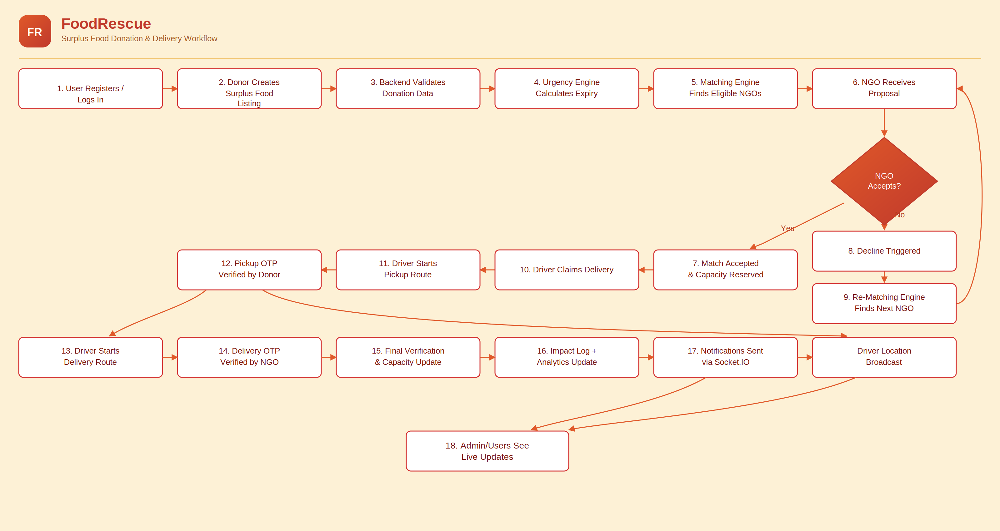 FR
FoodRescue
Surplus Food Donation & Delivery Workflow
1. User Registers /
Logs In
2. Donor Creates
Surplus Food
Listing
3. Backend Validates
Donation Data
4. Urgency Engine
Calculates Expiry
5. Matching Engine
Finds Eligible NGOs
6. NGO Receives
Proposal
NGO
Accepts?
No
Yes
8. Decline Triggered
12. Pickup OTP
Verified by Donor
11. Driver Starts
Pickup Route
10. Driver Claims Delivery
7. Match Accepted
& Capacity Reserved
9. Re-Matching Engine
Finds Next NGO
13. Driver Starts
Delivery Route
14. Delivery OTP
Verified by NGO
15. Final Verification
& Capacity Update
16. Impact Log +
Analytics Update
17. Notifications Sent
via Socket.IO
Driver Location
Broadcast
18. Admin/Users See
Live Updates